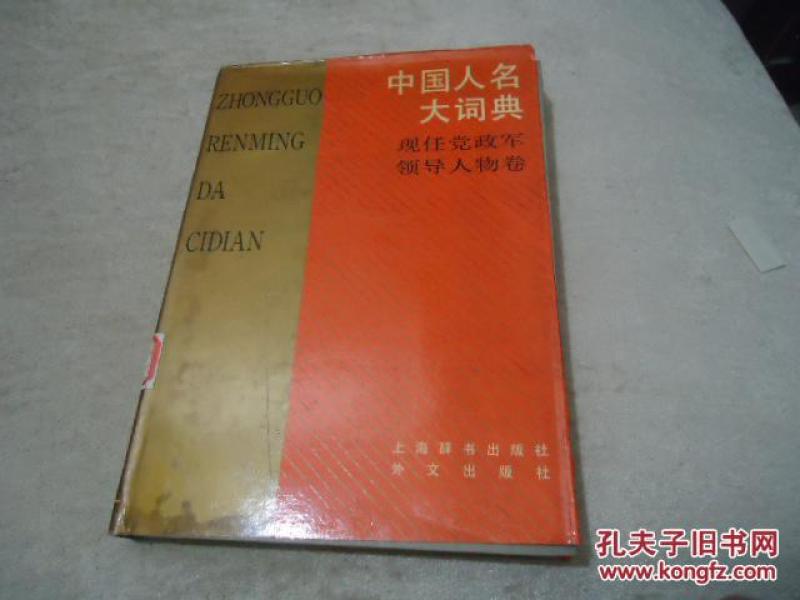 ZHONGGUO
RENMING
DA
CIDIAN
中国人名
大词典
现任党政军
领导人物卷
上海辞书出版社
外文出版社
孔夫子旧书网
www.kongfz.com